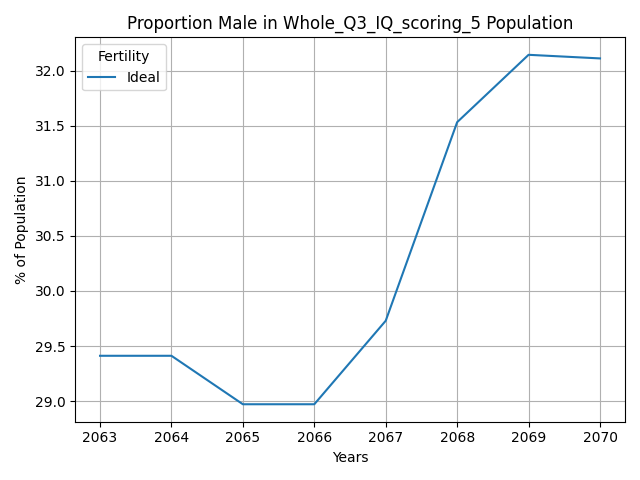 Proportion Male in Whole_Q3_IQ_scoring_5 Population
Fertility
Ideal
% of Population
32.0
31.5
31.0
30.5
30.0
29.5
29.0
2063 2064 2065 2066 2067 2068 2069 2070
Years